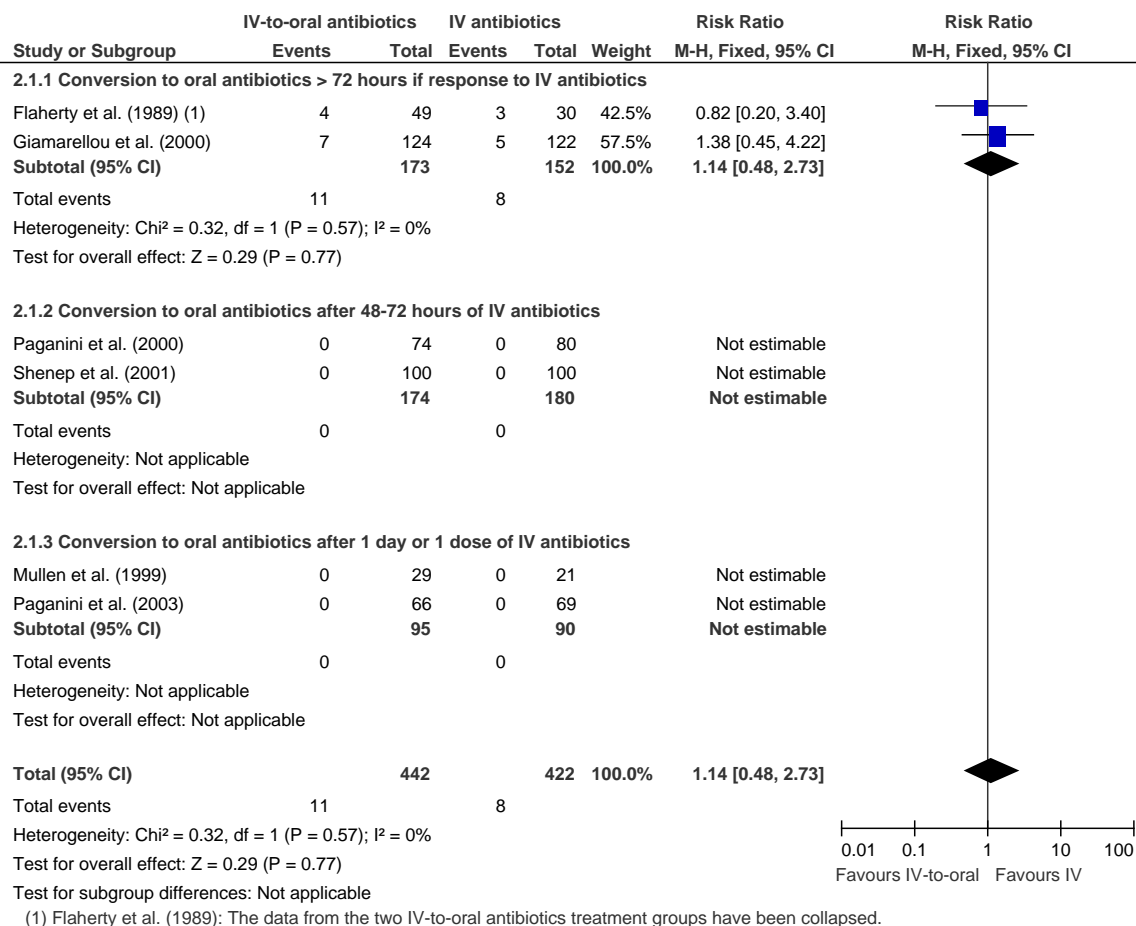 IV-to-oral antibiotics IV antibiotics Risk Ratio Risk Ratio
Study or Subgroup Events Total Events Total Weight M-H, Fixed, 95% CI M-H, Fixed, 95% CI
2.1.1 Conversion to oral antibiotics > 72 hours if response to IV antibiotics
Flaherty et al. (1989) (1) 4 49 3 30 42.5% 0.82 [0.20, 3.40]
Giamarellou et al. (2000) 7 124 5 122 57.5% 1.38 [0.45, 4.22]
Subtotal (95% CI) 173 152 100.0% 1.14 [0.48, 2.73]
Total events 11 8
Heterogeneity: Chi² = 0.32, df = 1 (P = 0.57); I² = 0%
Test for overall effect: Z = 0.29 (P = 0.77)
2.1.2 Conversion to oral antibiotics after 48-72 hours of IV antibiotics
Paganini et al. (2000) 0 74 0 80 Not estimable
Shenep et al. (2001) 0 100 0 100 Not estimable
Subtotal (95% CI) 174 180 Not estimable
Total events 0 0
Heterogeneity: Not applicable
Test for overall effect: Not applicable
2.1.3 Conversion to oral antibiotics after 1 day or 1 dose of IV antibiotics
Mullen et al. (1999) 0 29 0 21 Not estimable
Paganini et al. (2003) 0 66 0 69 Not estimable
Subtotal (95% CI) 95 90 Not estimable
Total events 0 0
Heterogeneity: Not applicable
Test for overall effect: Not applicable
Total (95% CI) 442 422 100.0% 1.14 [0.48, 2.73]
Total events 11 8
Heterogeneity: Chi² = 0.32, df = 1 (P = 0.57); I² = 0%
Test for overall effect: Z = 0.29 (P = 0.77)
Test for subgroup differences: Not applicable
0.01 0.1 1 10 100
Favours IV-to-oral Favours IV
(1) Flaherty et al. (1989): The data from the two IV-to-oral antibiotics treatment groups have been collapsed.